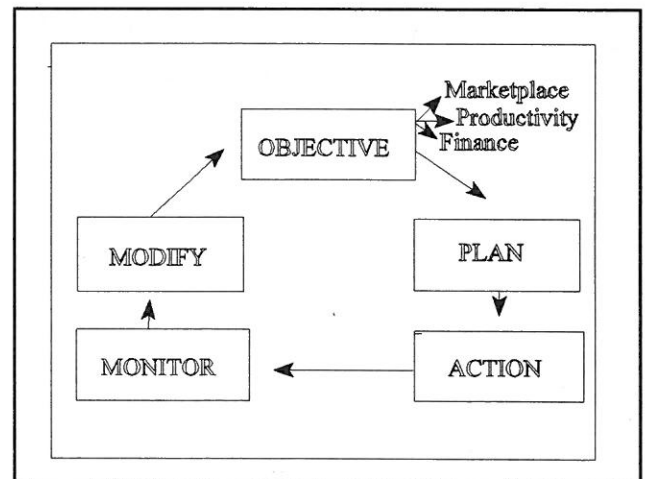 Marketplace
Productivity
Finance
OBJECTIVE
MODIFY
PLAN
MONITOR
ACTION